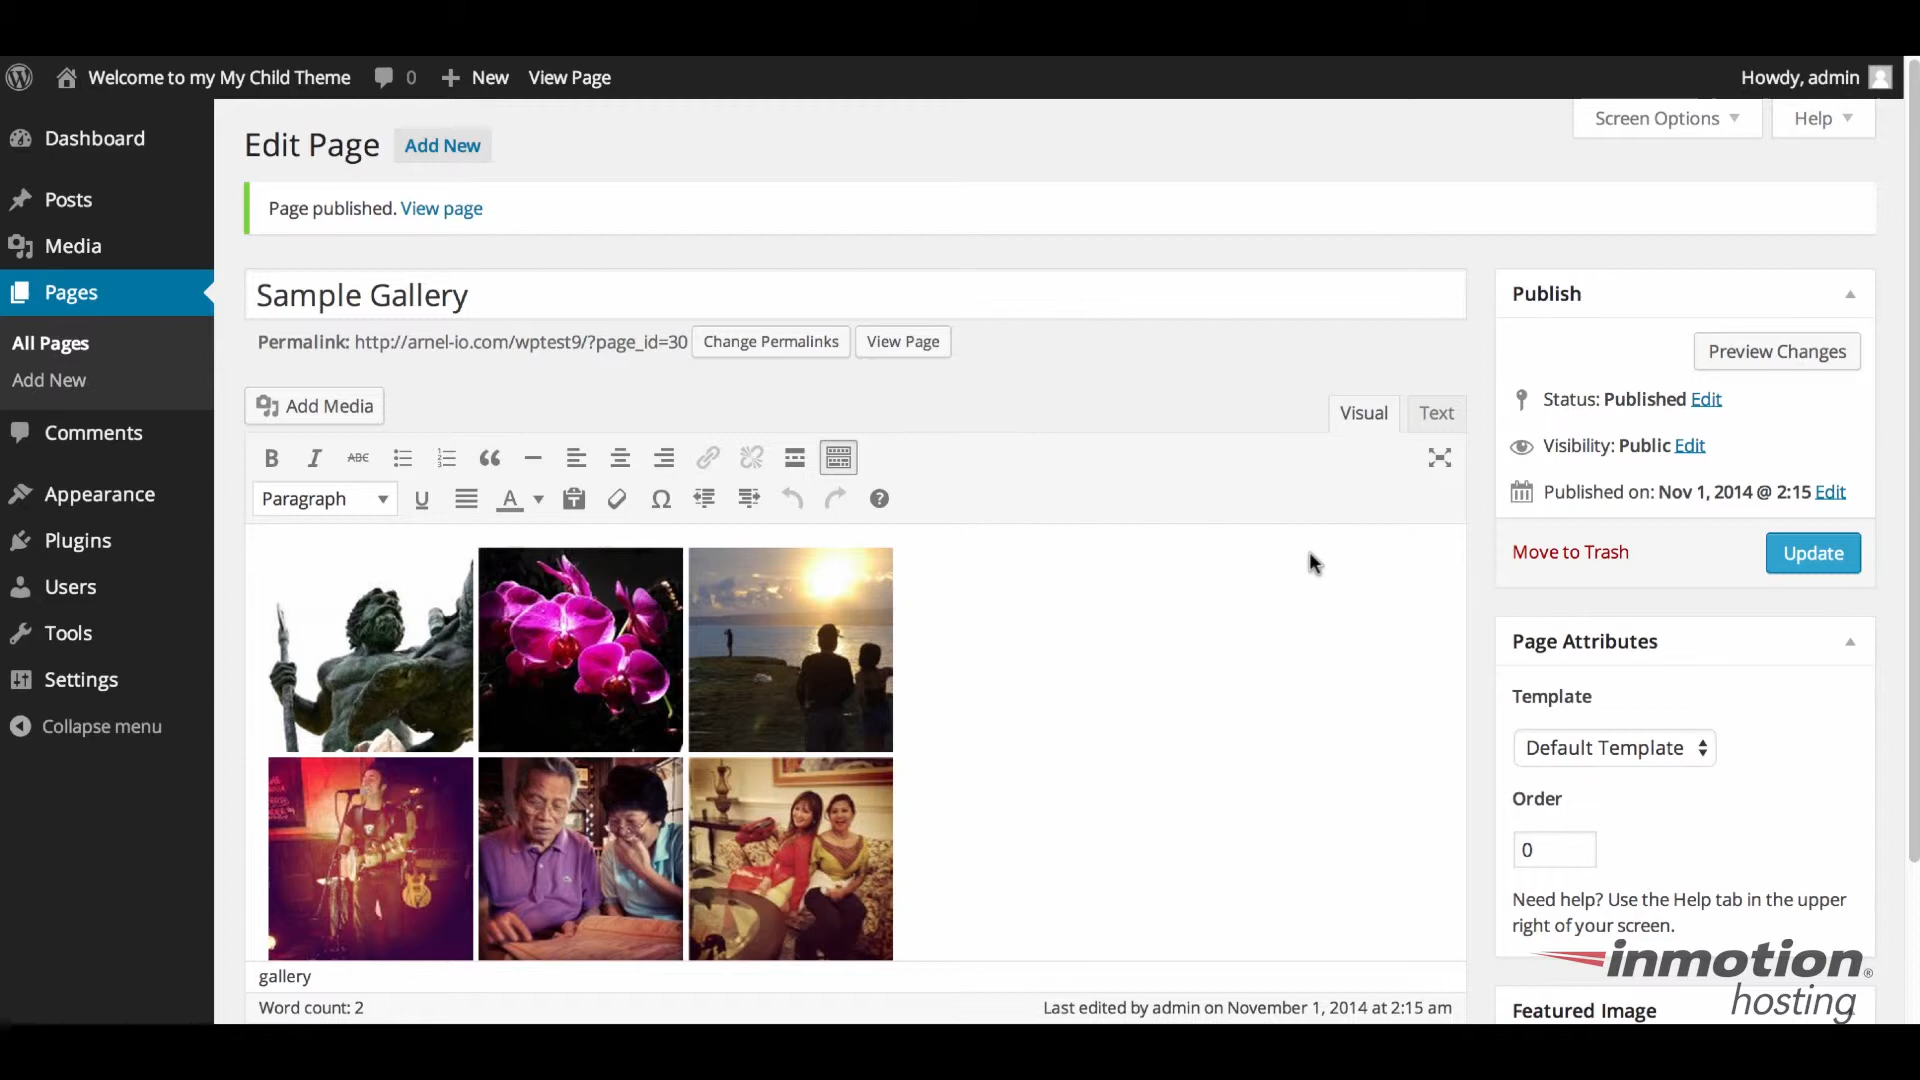 Welcome to my My Child Theme 0 New View Page Howdy, admin
Screen Options Help
Dashboard
Posts
Media
Pages
All Pages
Add New
Comments
Appearance
Plugins
Users
Tools
Settings
Collapse menu
Edit Page Add New
Page published. View page
Sample Gallery
Permalink: http://arnel-io.com/wptest9/?page_id=30 Change Permalinks View Page
Add Media Visual Text
B I ABC
Paragraph U A Ω ?
gallery
Word count: 2 Last edited by admin on November 1, 2014 at 2:15 am
Publish
Preview Changes
Status: Published Edit
Visibility: Public Edit
Published on: Nov 1, 2014 @ 2:15 Edit
Move to Trash Update
Page Attributes
Template
Default Template
Order
0
Need help? Use the Help tab in the upper
right of your screen.
inmotion®
hosting
Featured Image